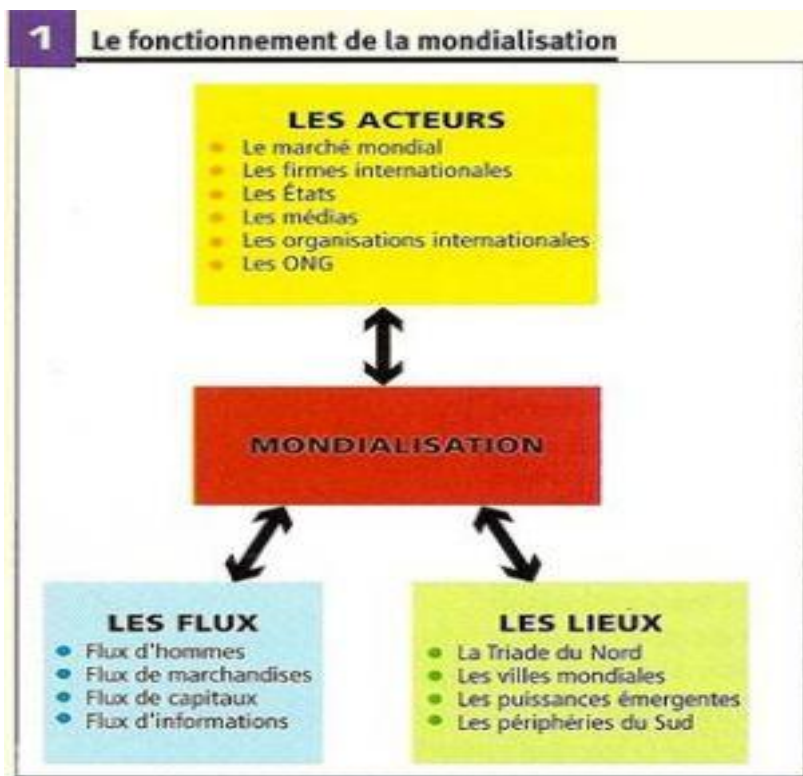 1 Le fonctionnement de la mondialisation
LES ACTEURS
Le marché mondial
Les firmes internationales
Les États
Les médias
Les organisations internationales
Les ONG
MONDIALISATION
LES FLUX
Flux d'hommes
Flux de marchandises
Flux de capitaux
Flux d'informations
LES LIEUX
La Triade du Nord
Les villes mondiales
Les puissances émergentes
Les périphéries du Sud